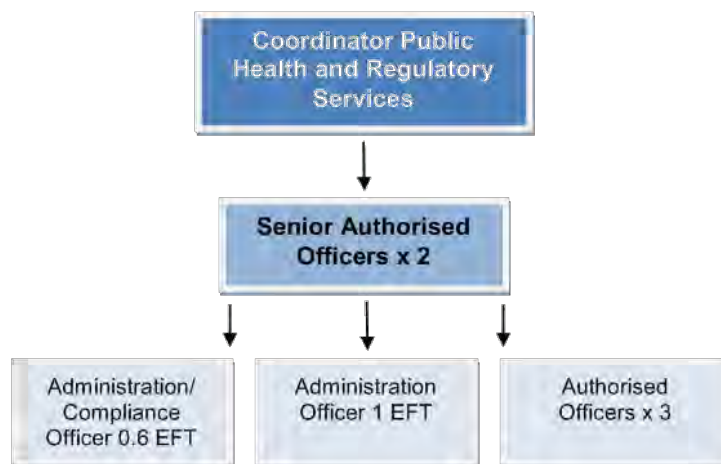 Coordinator Public
Health and Regulatory
Services
Senior Authorised
Officers x 2
Administration/
Compliance
Officer 0.6 EFT
Administration
Officer 1 EFT
Authorised
Officers x 3